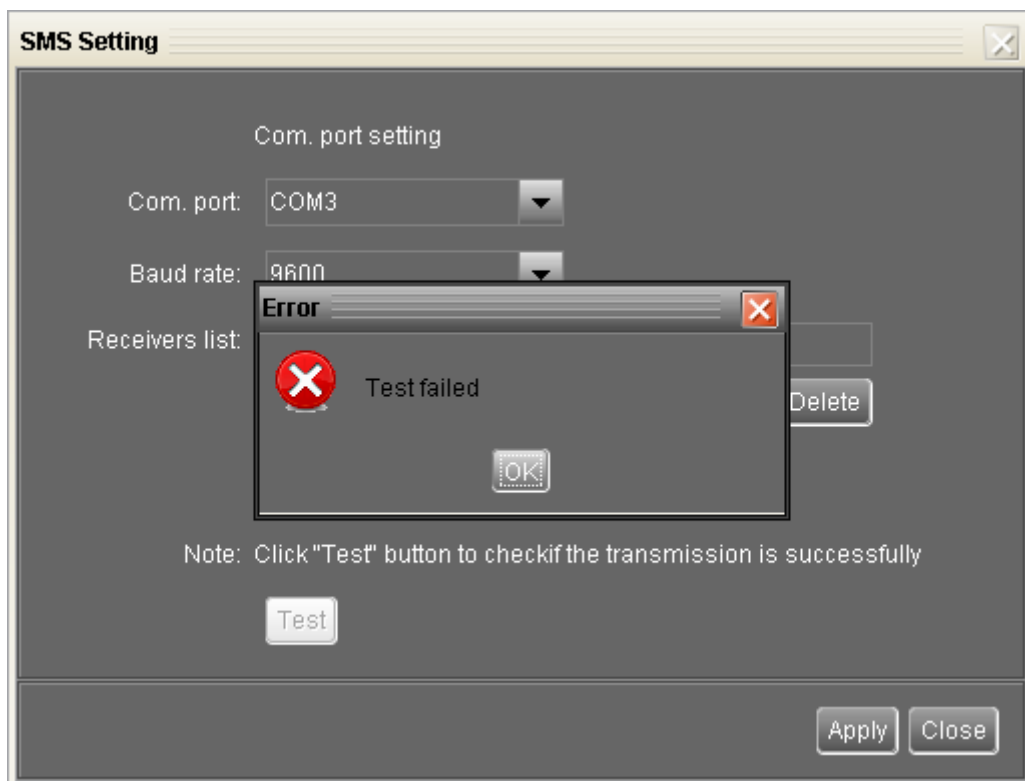 SMS Setting
Com. port setting
Com. port: COM3
Baud rate: 9600
Error
Receivers list:
Test failed
Delete
OK
Note: Click "Test" button to checkif the transmission is successfully
Test
Apply Close